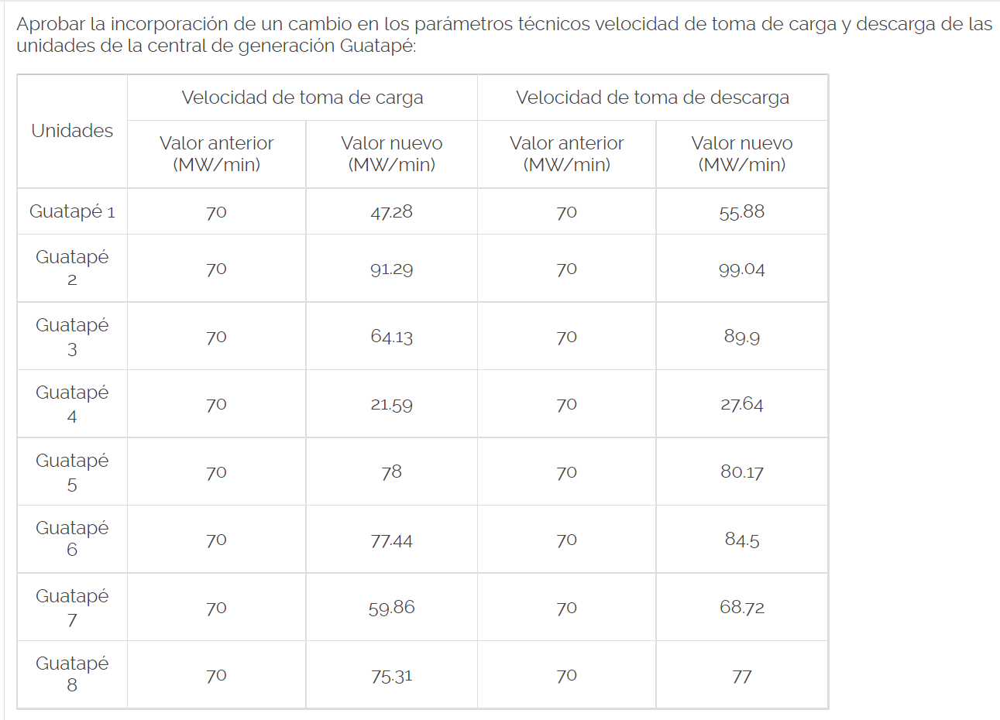 Aprobar la incorporación de un cambio en los parámetros técnicos velocidad de toma de carga y descarga de las
unidades de la central de generación Guatapé:
Unidades
Velocidad de toma de carga
Velocidad de toma de descarga
Valor anterior
(MW/min)
Valor nuevo
(MW/min)
Valor anterior
(MW/min)
Valor nuevo
(MW/min)
Guatapé 1
70
47.28
70
55.88
Guatapé
2
70
91.29
70
99.04
Guatapé
3
70
64.13
70
89.9
Guatapé
4
70
21.59
70
27.64
Guatapé
5
70
78
70
80.17
Guatapé
6
70
77.44
70
84.5
Guatapé
7
70
59.86
70
68.72
Guatapé
8
70
75.31
70
77